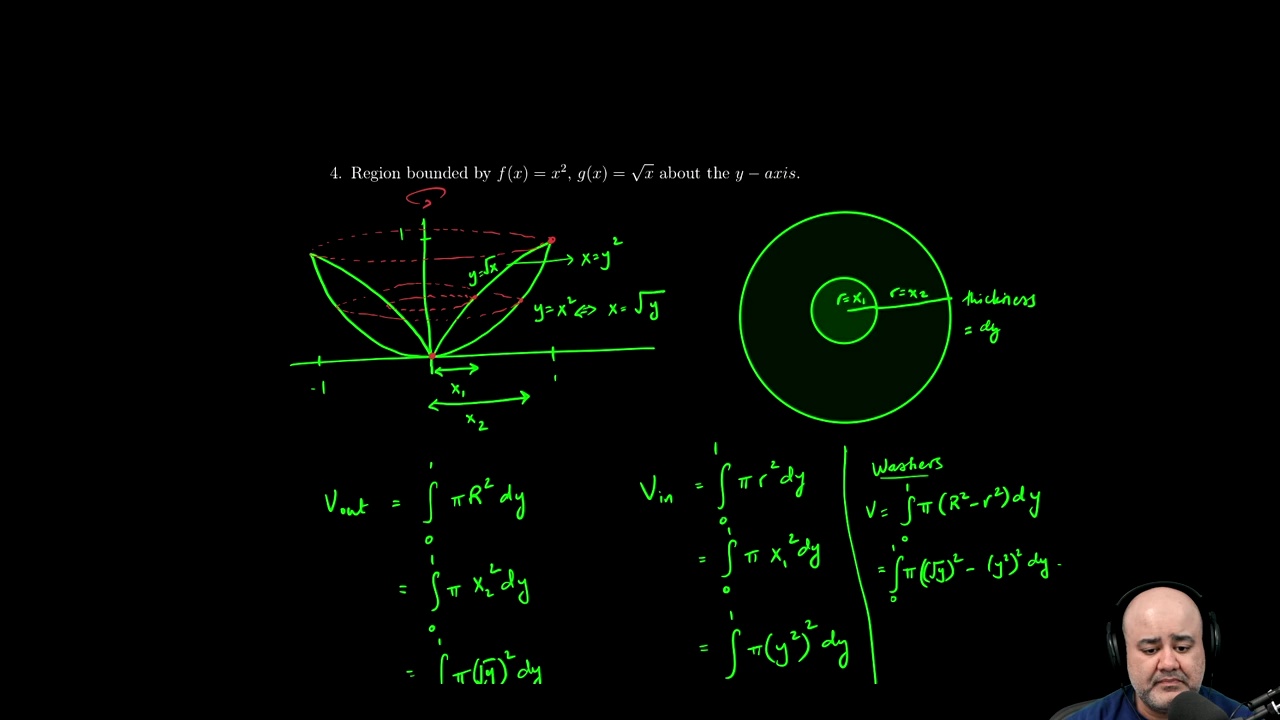 4. Region bounded by f(x) = x², g(x) = √x about the y − axis.
1
y=√x → x=y²
y=x² ⇔ x=√y
-1
1
x₁
x₂
r=x₁
r=x₂
thickness
= dy
V_out = ∫₀¹ πR² dy
= ∫₀¹ π x₂² dy
= ∫¹ π(√y)² dy
V_in = ∫₀¹ π r² dy
= ∫₀¹ π x₁² dy
= ∫¹ π(y²)² dy
Washers
V = ∫₀¹ π(R² − r²) dy
= ∫₀¹ π((√y)² − (y²)² dy.